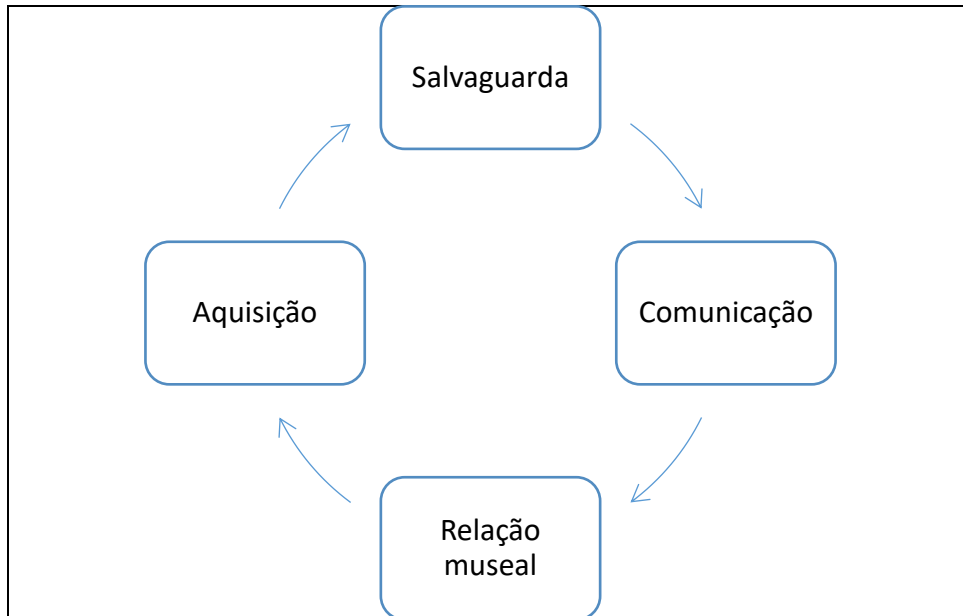 Salvaguarda
Aquisição
Comunicação
Relação
museal